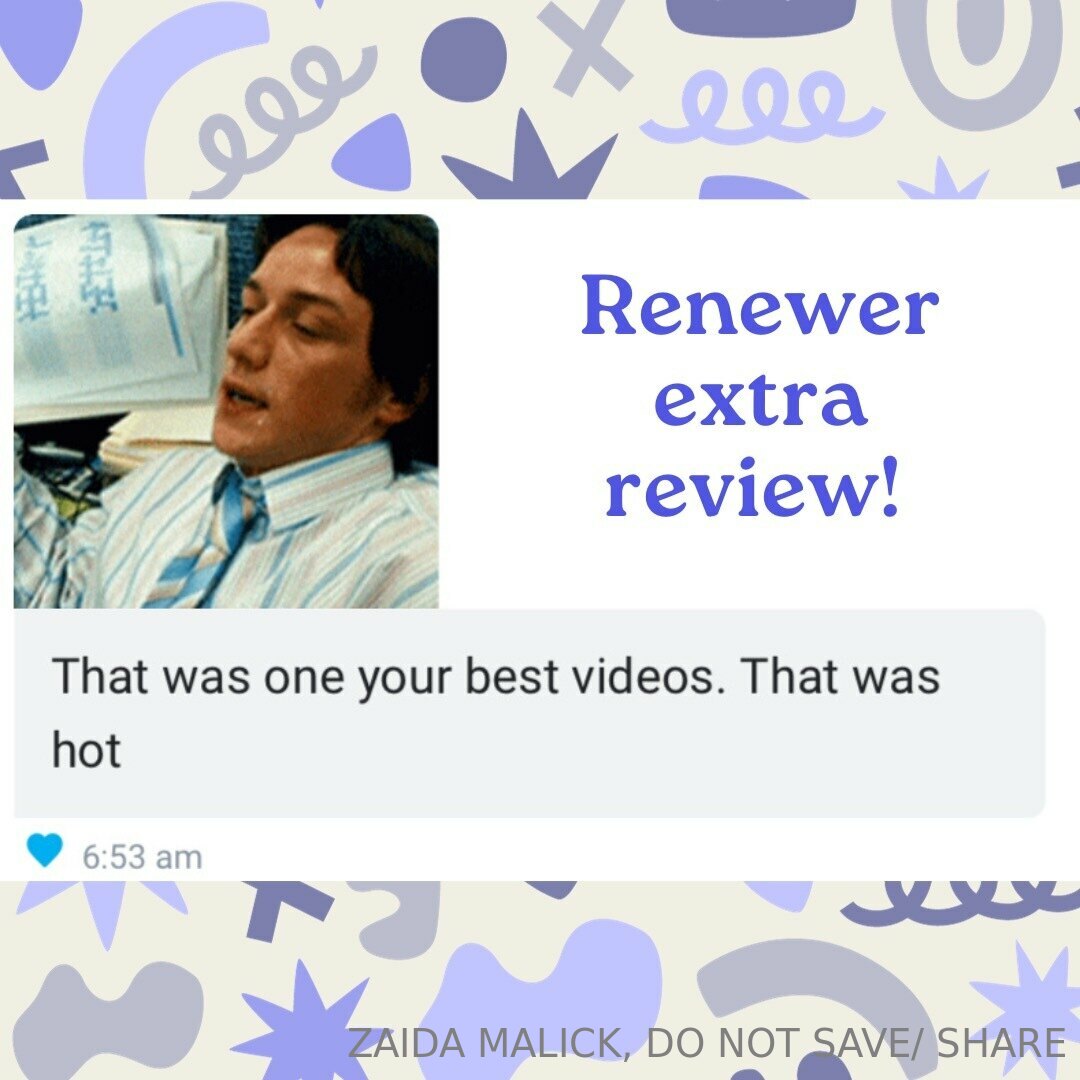 Renewer
extra
review!
That was one your best videos. That was
hot
6:53 am
ZAIDA MALICK, DO NOT SAVE/ SHARE